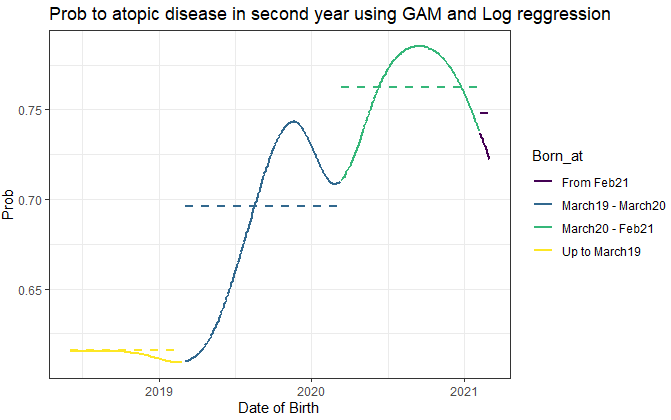 Prob to atopic disease in second year using GAM and Log reggression
Prob
0.75
0.70
0.65
2019
2020
2021
Date of Birth
Born_at
From Feb21
March19 - March20
March20 - Feb21
Up to March19